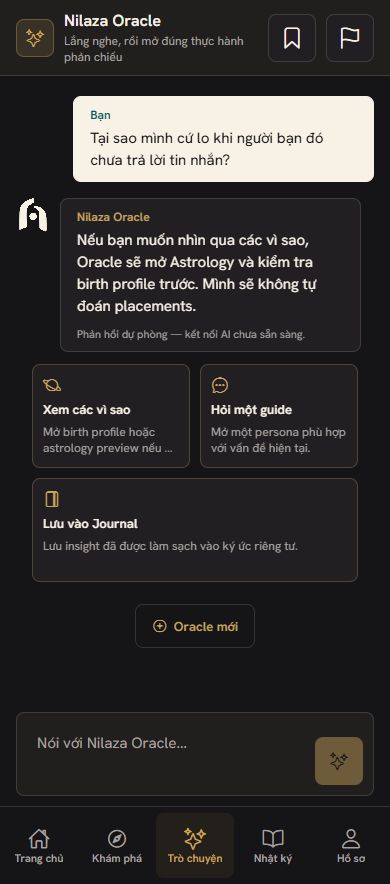 Nilaza Oracle
Lắng nghe, rồi mở đúng thực hành
phản chiếu
Bạn
Tại sao mình cứ lo khi người bạn đó
chưa trả lời tin nhắn?
Nilaza Oracle
Nếu bạn muốn nhìn qua các vì sao,
Oracle sẽ mở Astrology và kiểm tra
birth profile trước. Mình sẽ không tự
đoán placements.
Phản hồi dự phòng — kết nối AI chưa sẵn sàng.
Xem các vì sao
Mở birth profile hoặc
astrology preview nếu ...
Hỏi một guide
Mở một persona phù hợp
với vấn đề hiện tại.
Lưu vào Journal
Lưu insight đã được làm sạch vào ký ức riêng tư.
Oracle mới
Nói với Nilaza Oracle...
Trang chủ
Khám phá
Trò chuyện
Nhật ký
Hồ sơ